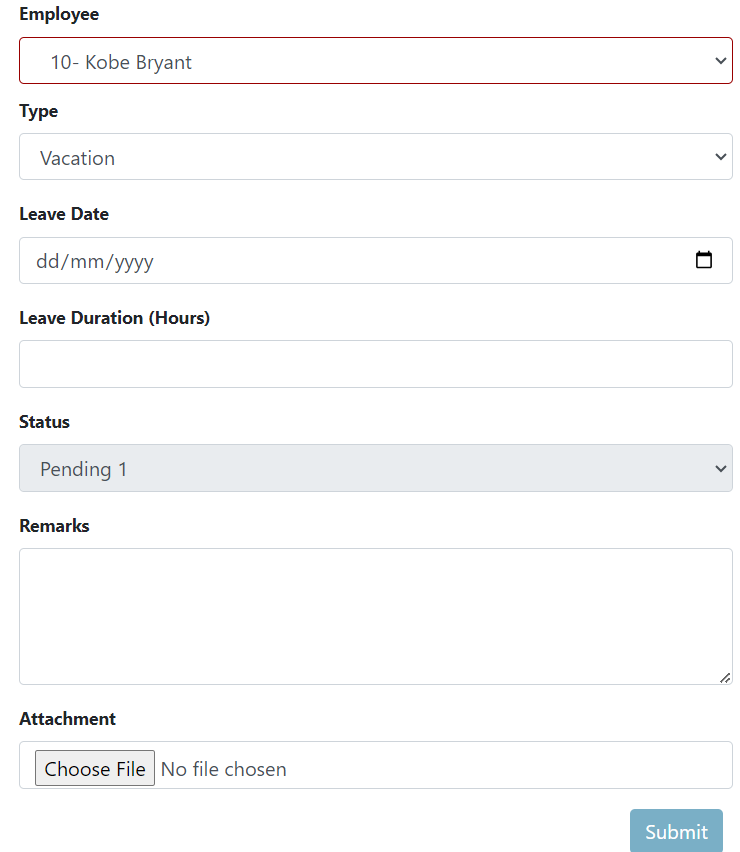 Employee
10- Kobe Bryant
Type
Vacation
Leave Date
dd/mm/yyyy
Leave Duration (Hours)
Status
Pending 1
Remarks
Attachment
Choose File No file chosen
Submit